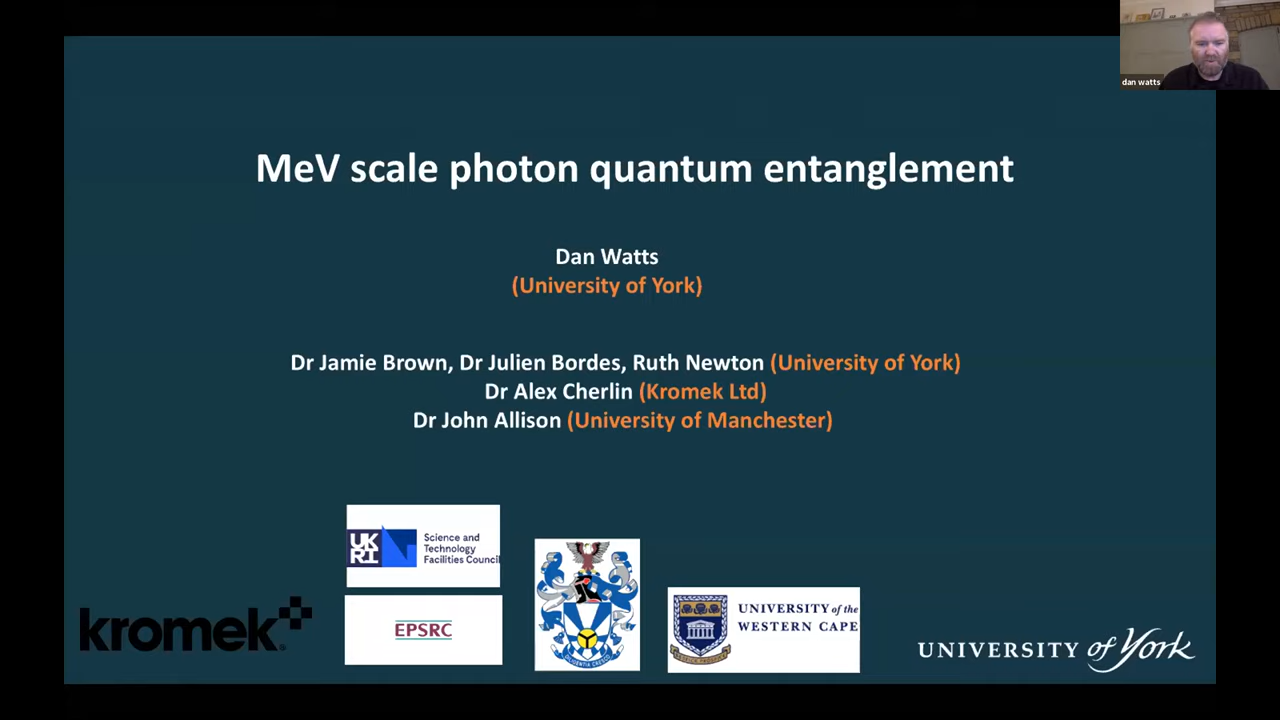 dan watts
MeV scale photon quantum entanglement
Dan Watts
(University of York)
Dr Jamie Brown, Dr Julien Bordes, Ruth Newton (University of York)
Dr Alex Cherlin (Kromek Ltd)
Dr John Allison (University of Manchester)
UKRI
Science and
Technology
Facilities Council
EPSRC
kromek
UNIVERSITY of the
WESTERN CAPE
UNIVERSITY of York